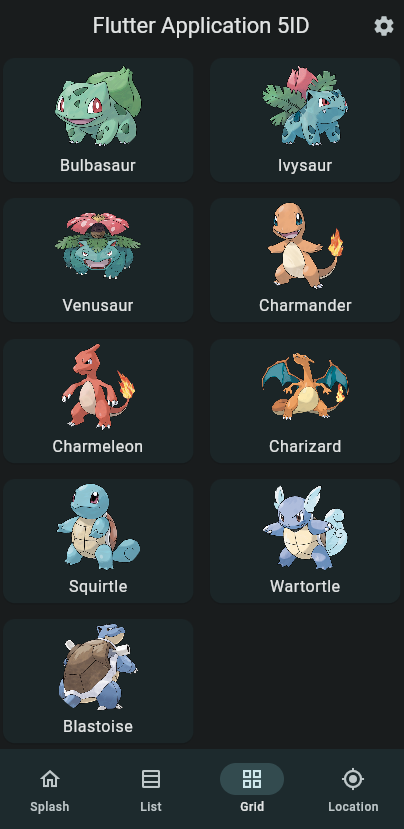 Flutter Application 5ID
Bulbasaur
Ivysaur
Venusaur
Charmander
Charmeleon
Charizard
Squirtle
Wartortle
Blastoise
Splash
List
Grid
Location